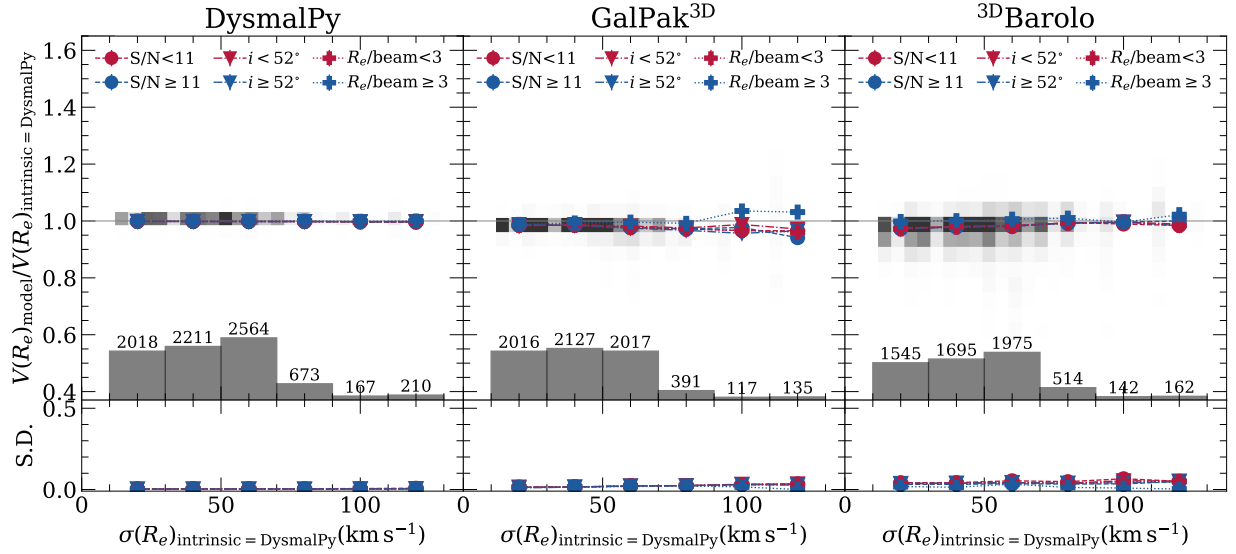 DysmalPy
GalPak³ᴰ
³ᴰBarolo
V(Rₑ)model/V(Rₑ)intrinsic = DysmalPy
1.6
1.4
1.2
1.0
0.8
0.6
0.4
S/N<11 i<52° Rₑ/beam<3
S/N≥11 i≥52° Rₑ/beam≥3
2018 2211 2564 673 167 210
S/N<11 i<52° Rₑ/beam<3
S/N≥11 i≥52° Rₑ/beam≥3
2016 2127 2017 391 117 135
S/N<11 i<52° Rₑ/beam<3
S/N≥11 i≥52° Rₑ/beam≥3
1545 1695 1975 514 142 162
S.D.
0.5
0.0
0 50 100
0 50 100
0 50 100
σ(Rₑ)intrinsic = DysmalPy(km s⁻¹)
σ(Rₑ)intrinsic = DysmalPy(km s⁻¹)
σ(Rₑ)intrinsic = DysmalPy(km s⁻¹)